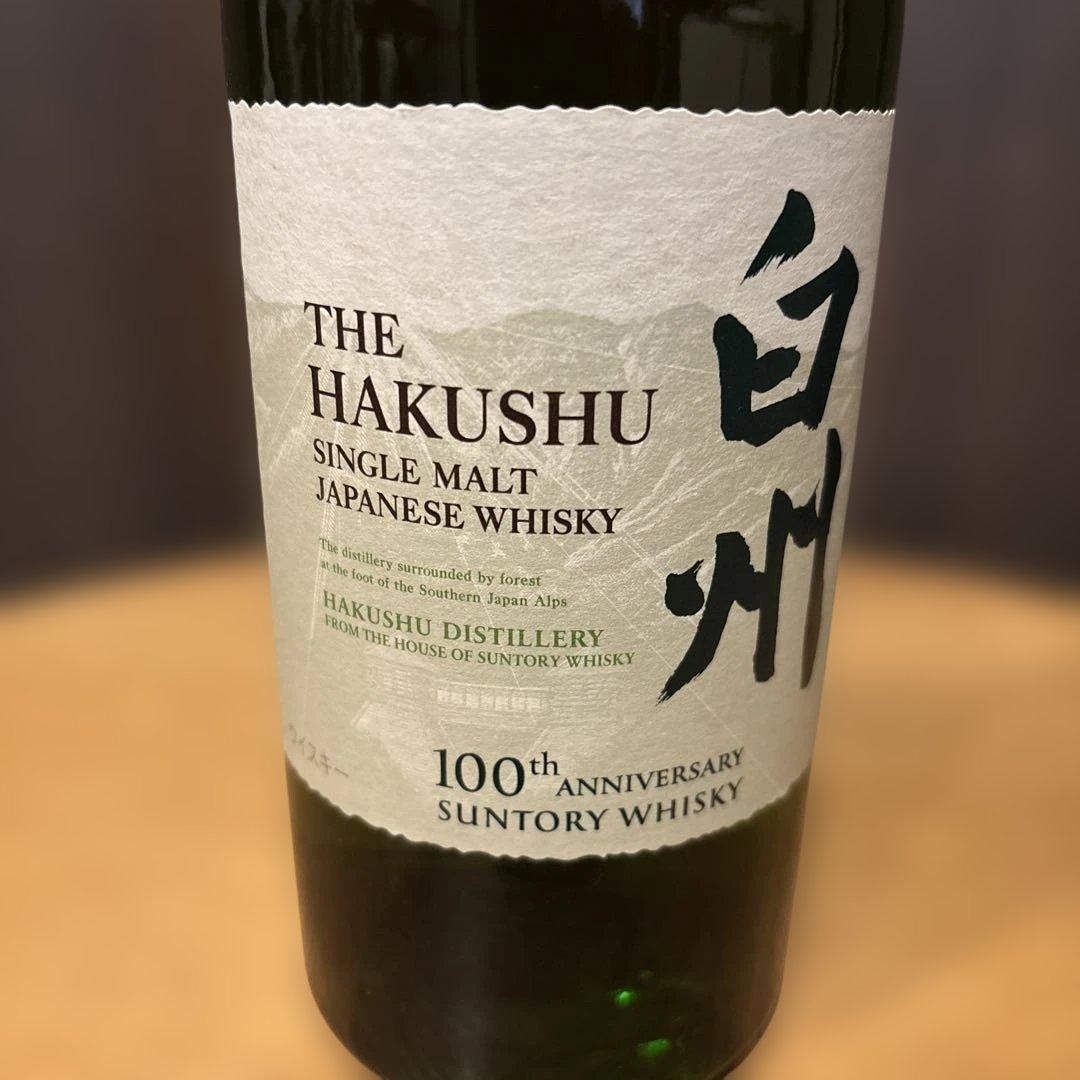 THE
HAKUSHU
SINGLE MALT
JAPANESE WHISKY
The distillery surrounded by forest
at the foot of the Southern Japan Alps
HAKUSHU DISTILLERY
FROM THE HOUSE OF SUNTORY WHISKY
白州
ウイスキー
100th ANNIVERSARY
SUNTORY WHISKY